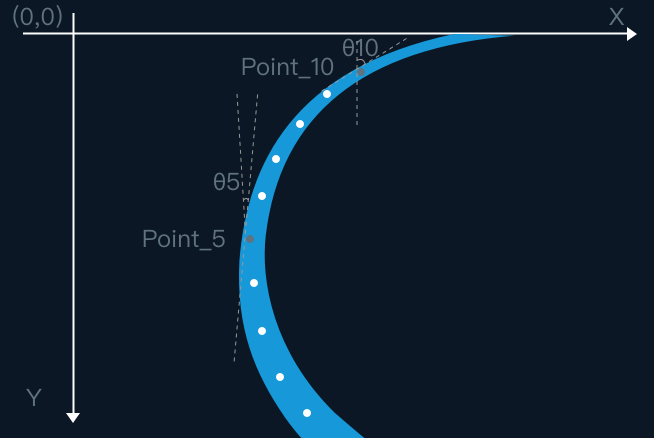 (0,0)
X
θ10
Point_10
θ5
Point_5
Y